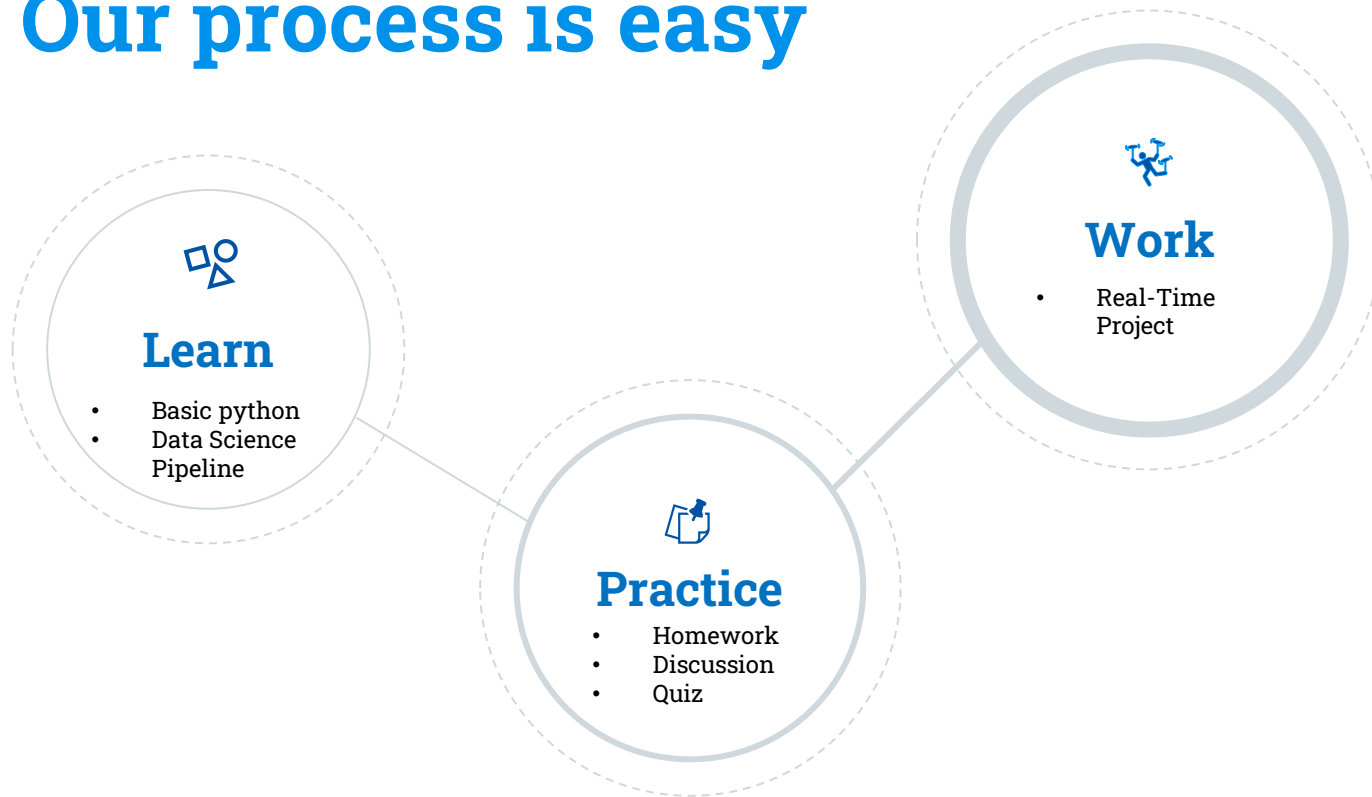 Our process is easy
Learn
• Basic python
• Data Science
Pipeline
Practice
• Homework
• Discussion
• Quiz
Work
• Real-Time
Project